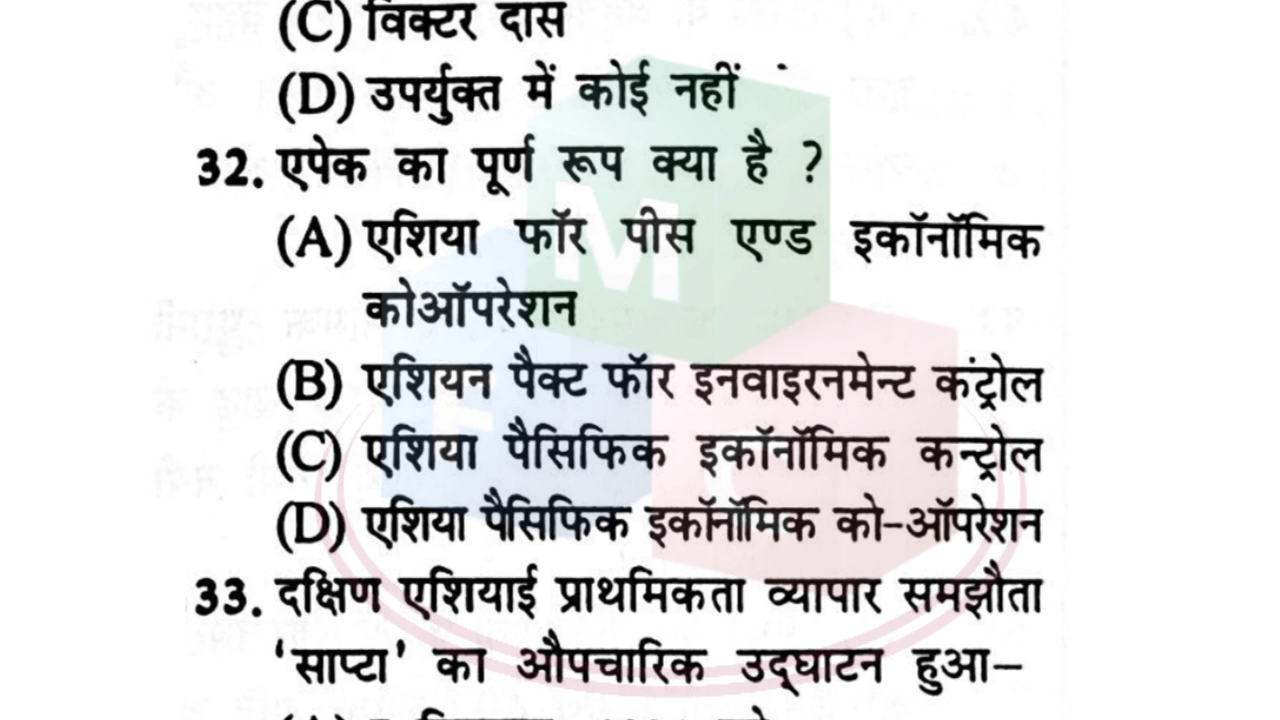 (C) विक्टर दास
(D) उपर्युक्त में कोई नहीं
32. एपेक का पूर्ण रूप क्या है ?
(A) एशिया फॉर पीस एण्ड इकॉनॉमिक
कोऑपरेशन
(B) एशियन पैक्ट फॉर इनवाइरनमेन्ट कंट्रोल
(C) एशिया पैसिफिक इकॉनॉमिक कन्ट्रोल
(D) एशिया पैसिफिक इकॉनॉमिक को-ऑपरेशन
33. दक्षिण एशियाई प्राथमिकता व्यापार समझौता
'साप्टा' का औपचारिक उद्घाटन हुआ–